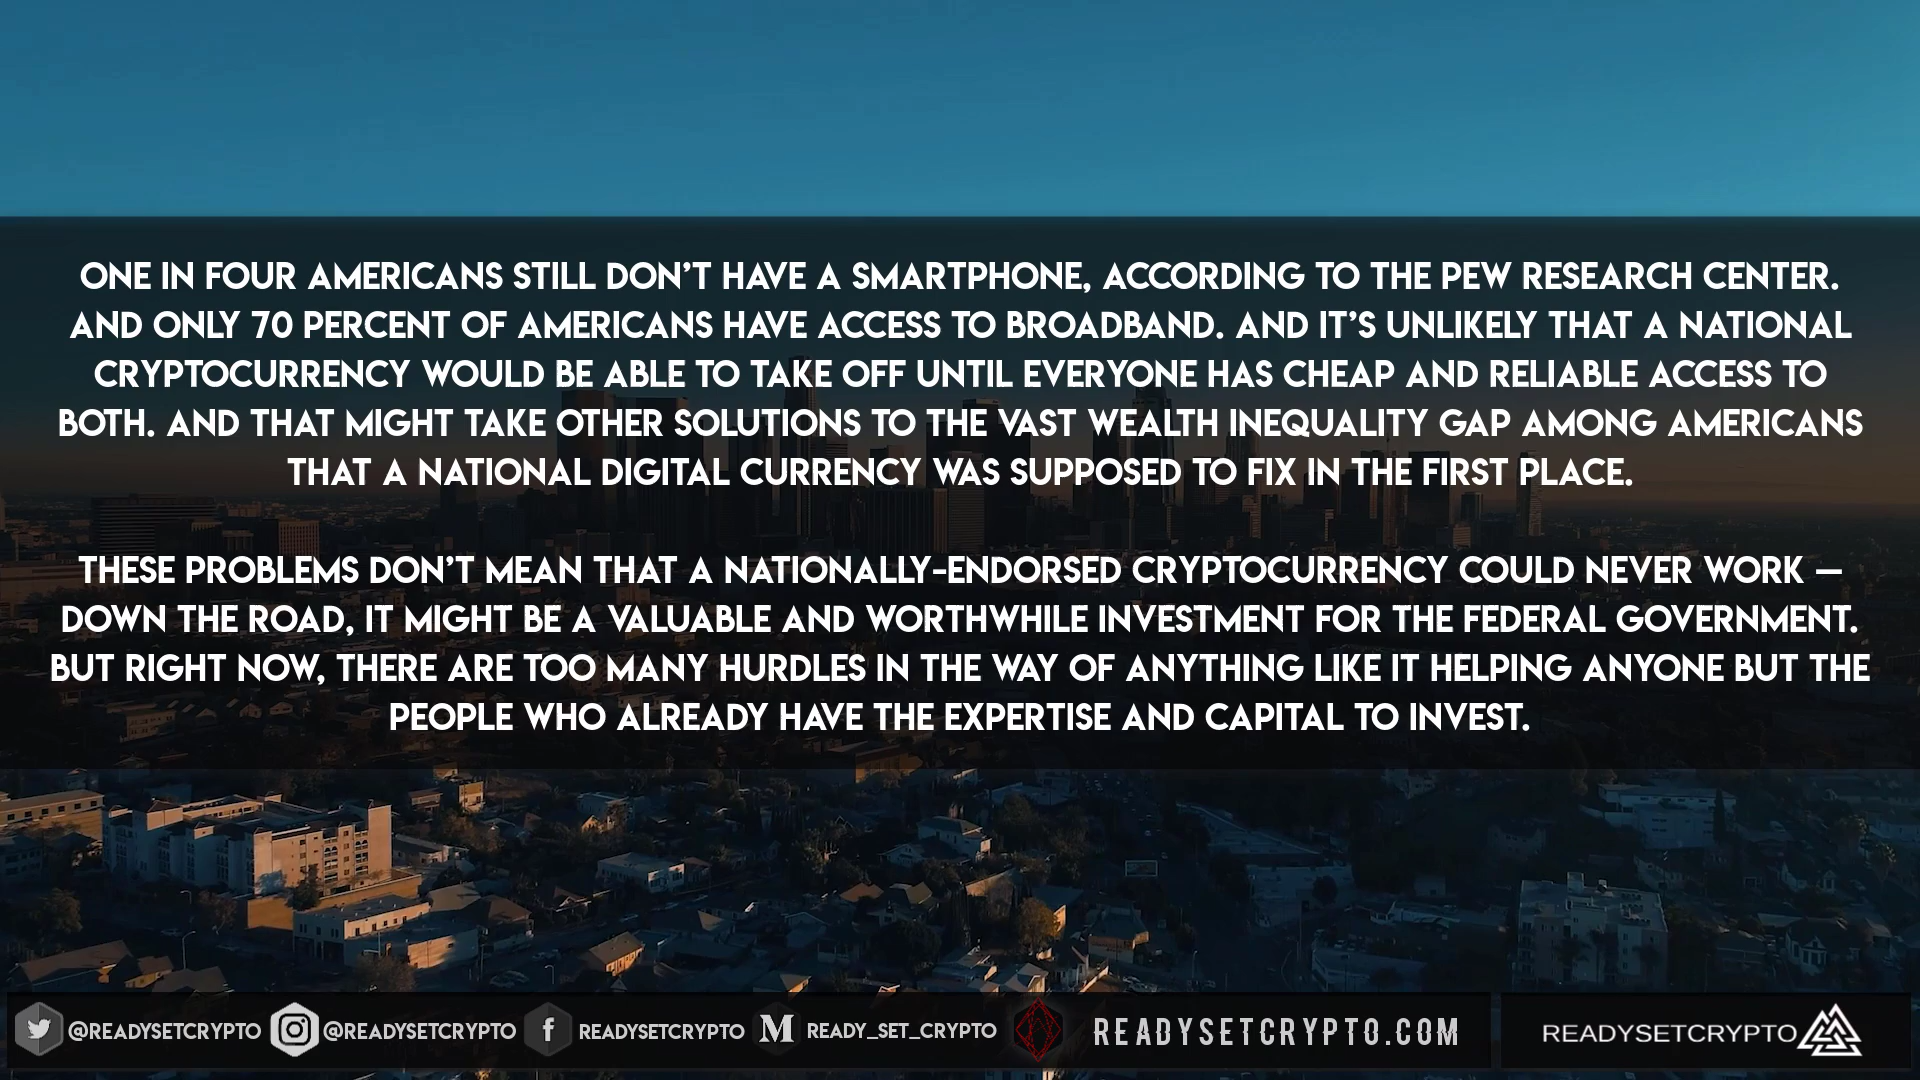 ONE IN FOUR AMERICANS STILL DON'T HAVE A SMARTPHONE, ACCORDING TO THE PEW RESEARCH CENTER.
AND ONLY 70 PERCENT OF AMERICANS HAVE ACCESS TO BROADBAND. AND IT'S UNLIKELY THAT A NATIONAL
CRYPTOCURRENCY WOULD BE ABLE TO TAKE OFF UNTIL EVERYONE HAS CHEAP AND RELIABLE ACCESS TO
BOTH. AND THAT MIGHT TAKE OTHER SOLUTIONS TO THE VAST WEALTH INEQUALITY GAP AMONG AMERICANS
THAT A NATIONAL DIGITAL CURRENCY WAS SUPPOSED TO FIX IN THE FIRST PLACE.
THESE PROBLEMS DON'T MEAN THAT A NATIONALLY-ENDORSED CRYPTOCURRENCY COULD NEVER WORK —
DOWN THE ROAD, IT MIGHT BE A VALUABLE AND WORTHWHILE INVESTMENT FOR THE FEDERAL GOVERNMENT.
BUT RIGHT NOW, THERE ARE TOO MANY HURDLES IN THE WAY OF ANYTHING LIKE IT HELPING ANYONE BUT THE
PEOPLE WHO ALREADY HAVE THE EXPERTISE AND CAPITAL TO INVEST.
@READYSETCRYPTO @READYSETCRYPTO READYSETCRYPTO READY_SET_CRYPTO READYSETCRYPTO.COM READYSETCRYPTO